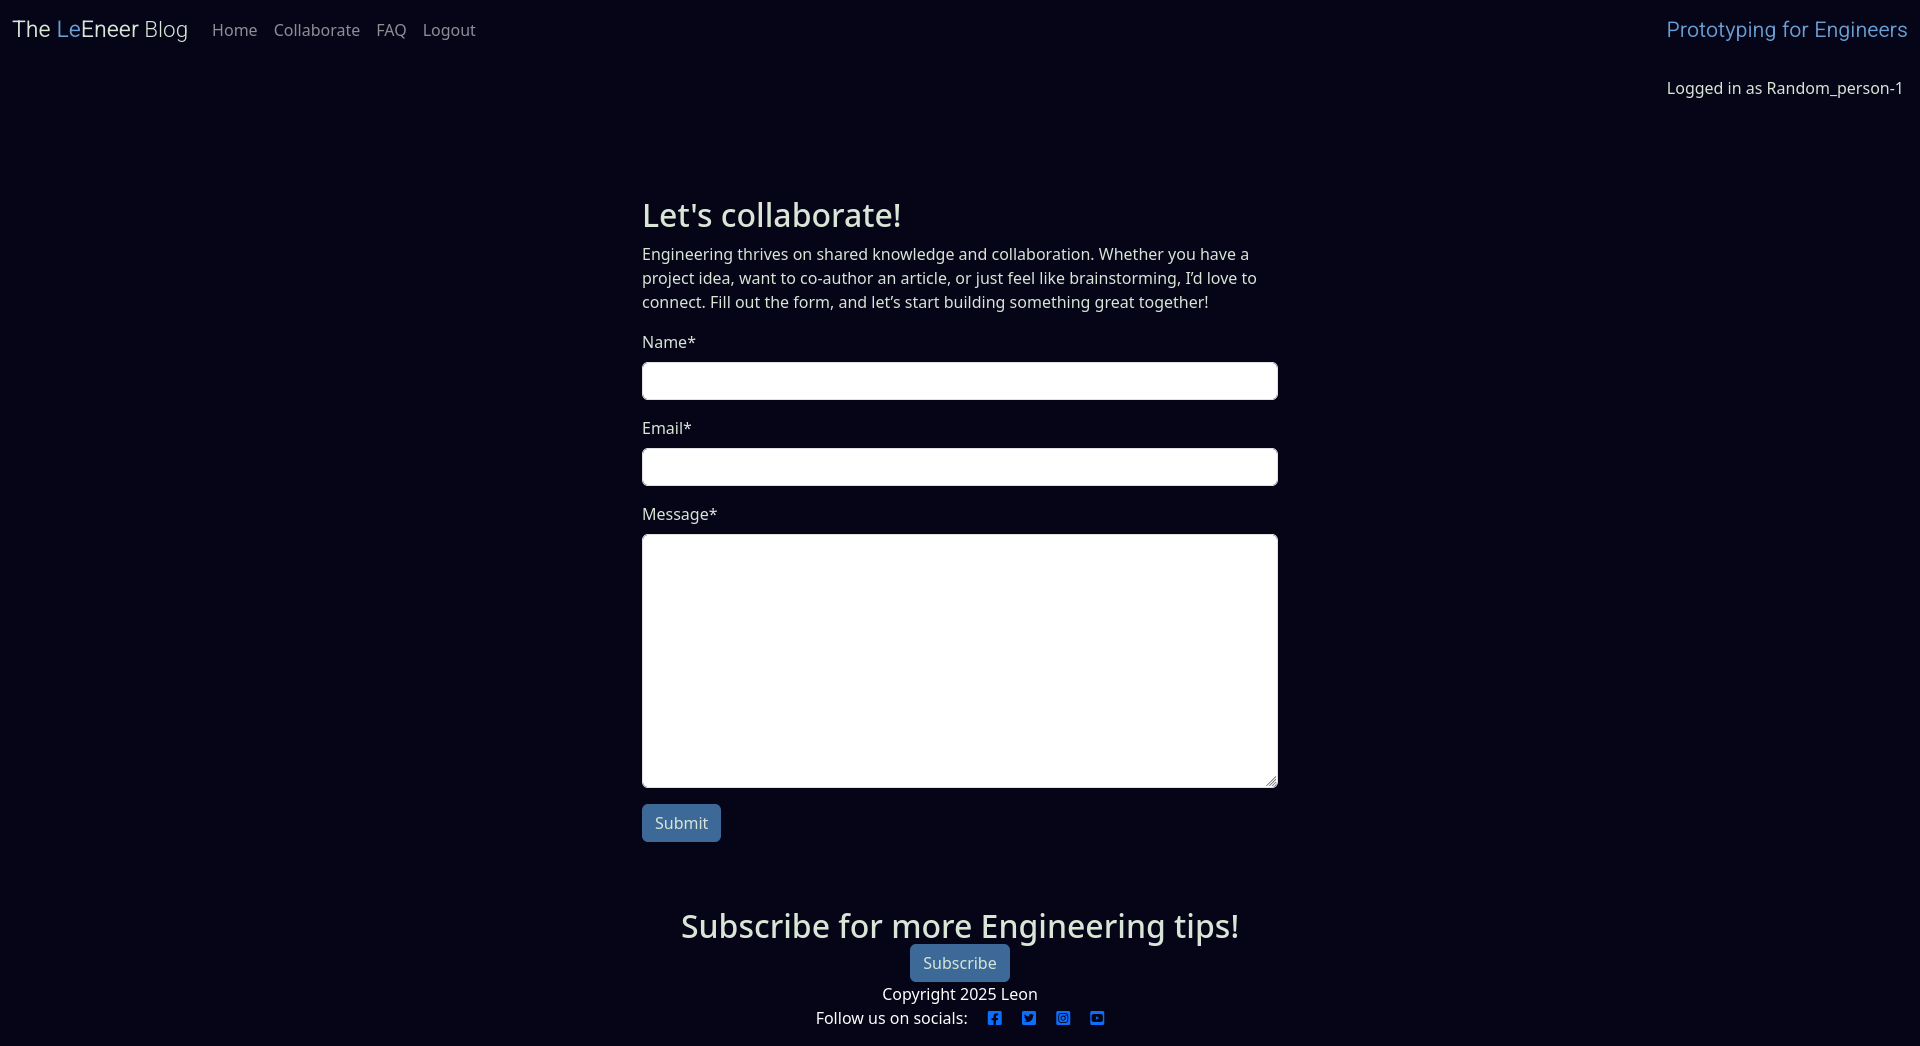 The LeEneer Blog Home Collaborate FAQ Logout Prototyping for Engineers
Logged in as Random_person-1
Let's collaborate!
Engineering thrives on shared knowledge and collaboration. Whether you have a
project idea, want to co-author an article, or just feel like brainstorming, I’d love to
connect. Fill out the form, and let’s start building something great together!
Name*
Email*
Message*
Submit
Subscribe for more Engineering tips!
Subscribe
Copyright 2025 Leon
Follow us on socials: